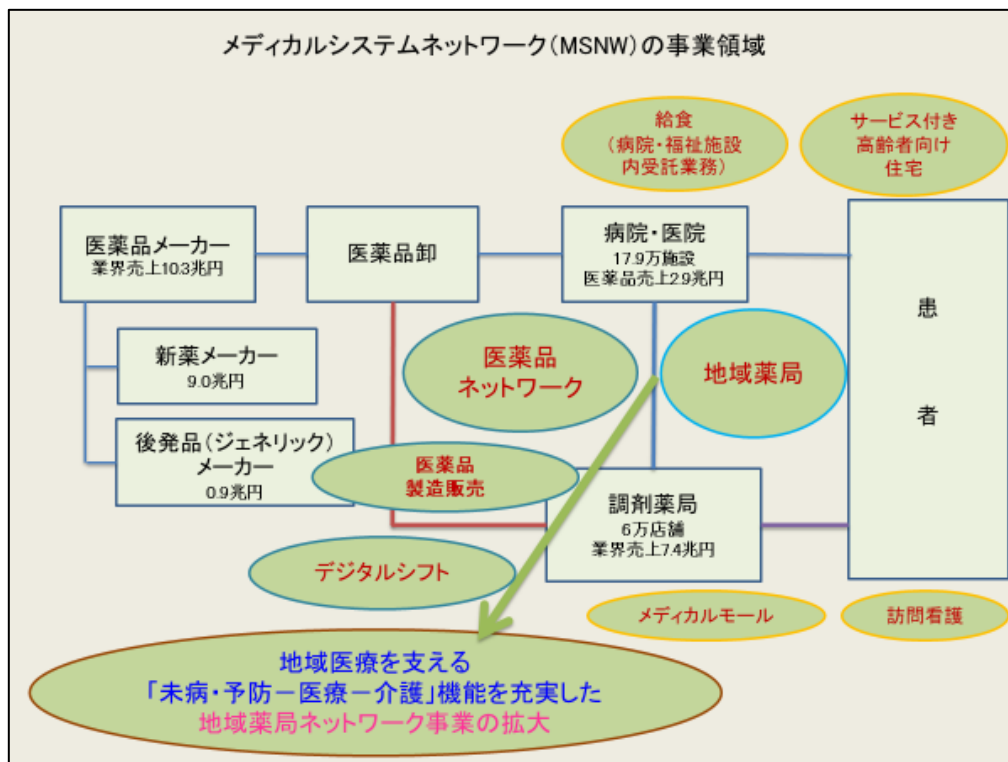 メディカルシステムネットワーク(MSNW)の事業領域
給食
(病院・福祉施設
内受託業務)
サービス付き
高齢者向け
住宅
医薬品メーカー
業界売上10.3兆円
医薬品卸
病院・医院
17.9万施設
医薬品売上2.9兆円
患
者
新薬メーカー
9.0兆円
医薬品
ネットワーク
地域薬局
後発品(ジェネリック)
メーカー
0.9兆円
医薬品
製造販売
調剤薬局
6万店舗
業界売上7.4兆円
デジタルシフト
メディカルモール
訪問看護
地域医療を支える
「未病・予防－医療－介護」機能を充実した
地域薬局ネットワーク事業の拡大